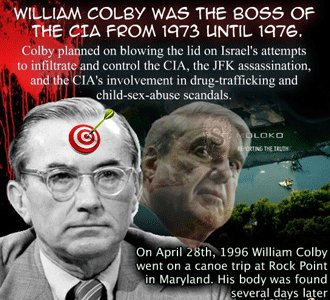 WILLIAM COLBY WAS THE BOSS OF
THE CIA FROM 1973 UNTIL 1976.
Colby planned on blowing the lid on Israel's attempts
to infiltrate and control the CIA, the JFK assassination,
and the CIA's involvement in drug-trafficking and
child-sex-abuse scandals.
MOLOKO
REPORTING THE TRUTH
On April 28th, 1996 William Colby
went on a canoe trip at Rock Point
in Maryland. His body was found
several days later